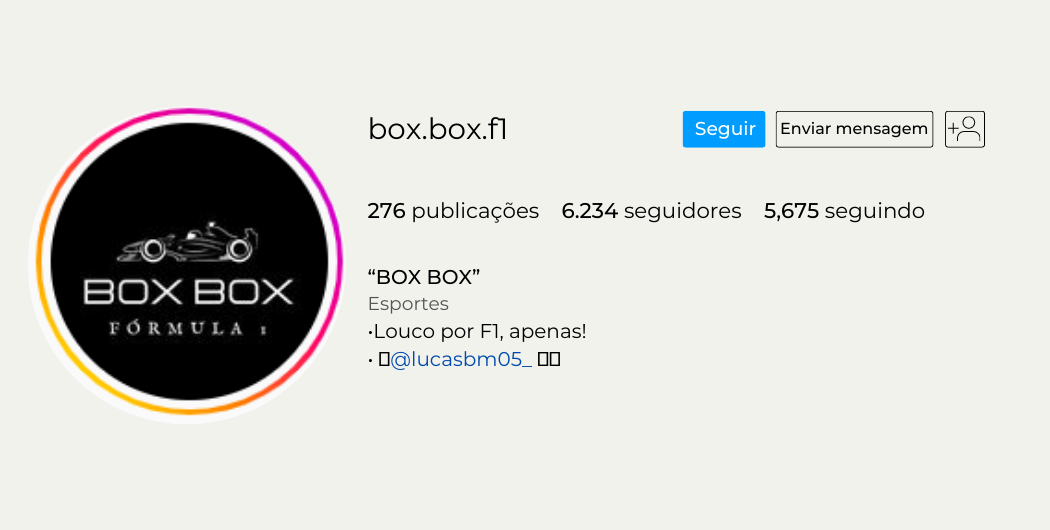 box.box.f1
Seguir
Enviar mensagem
276 publicações 6.234 seguidores 5,675 seguindo
“BOX BOX”
Esportes
•Louco por F1, apenas!
• @lucasbm05_
BOX BOX
FÓRMULA 1